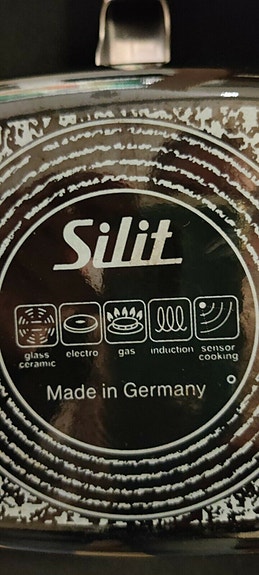 Silit
glass ceramic electro gas induction sensor cooking
Made in Germany